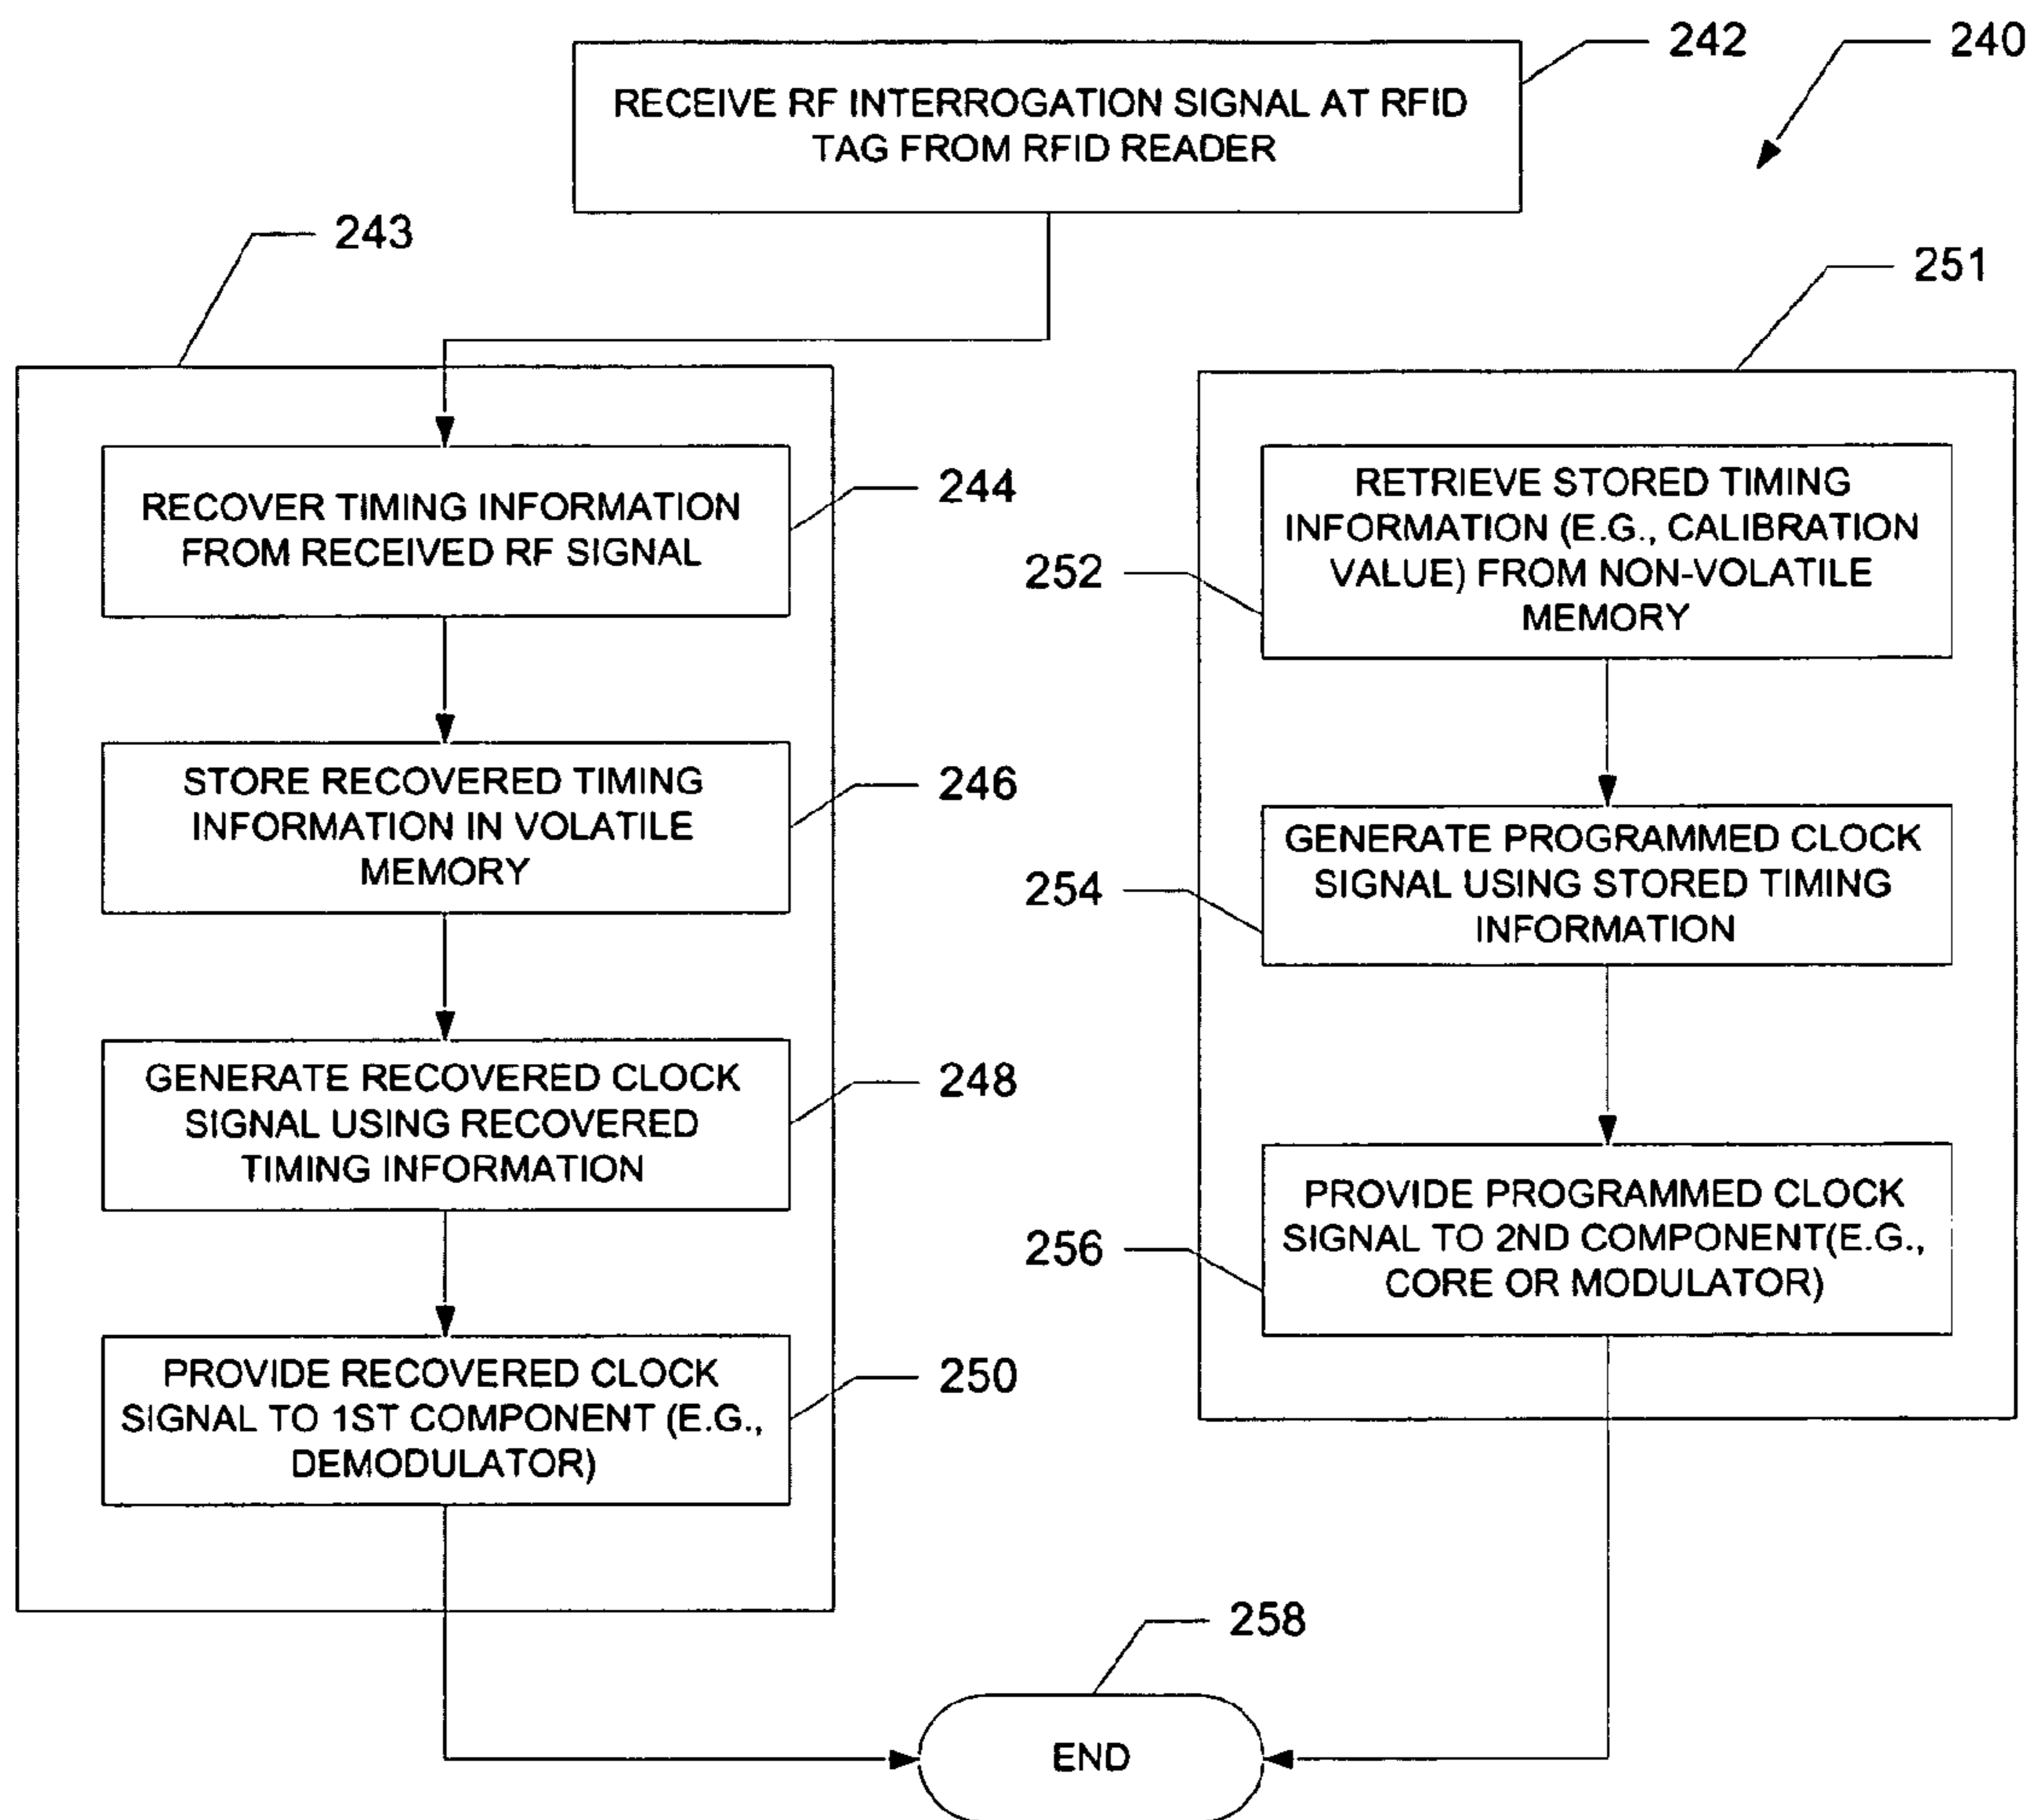 242
240
RECEIVE RF INTERROGATION SIGNAL AT RFID
TAG FROM RFID READER
243
251
RECOVER TIMING INFORMATION
FROM RECEIVED RF SIGNAL
244
STORE RECOVERED TIMING
INFORMATION IN VOLATILE
MEMORY
246
GENERATE RECOVERED CLOCK
SIGNAL USING RECOVERED
TIMING INFORMATION
248
PROVIDE RECOVERED CLOCK
SIGNAL TO 1ST COMPONENT (E.G.,
DEMODULATOR)
250
RETRIEVE STORED TIMING
INFORMATION (E.G., CALIBRATION
VALUE) FROM NON-VOLATILE
MEMORY
252
GENERATE PROGRAMMED CLOCK
SIGNAL USING STORED TIMING
INFORMATION
254
PROVIDE PROGRAMMED CLOCK
SIGNAL TO 2ND COMPONENT(E.G.,
CORE OR MODULATOR)
256
258
END